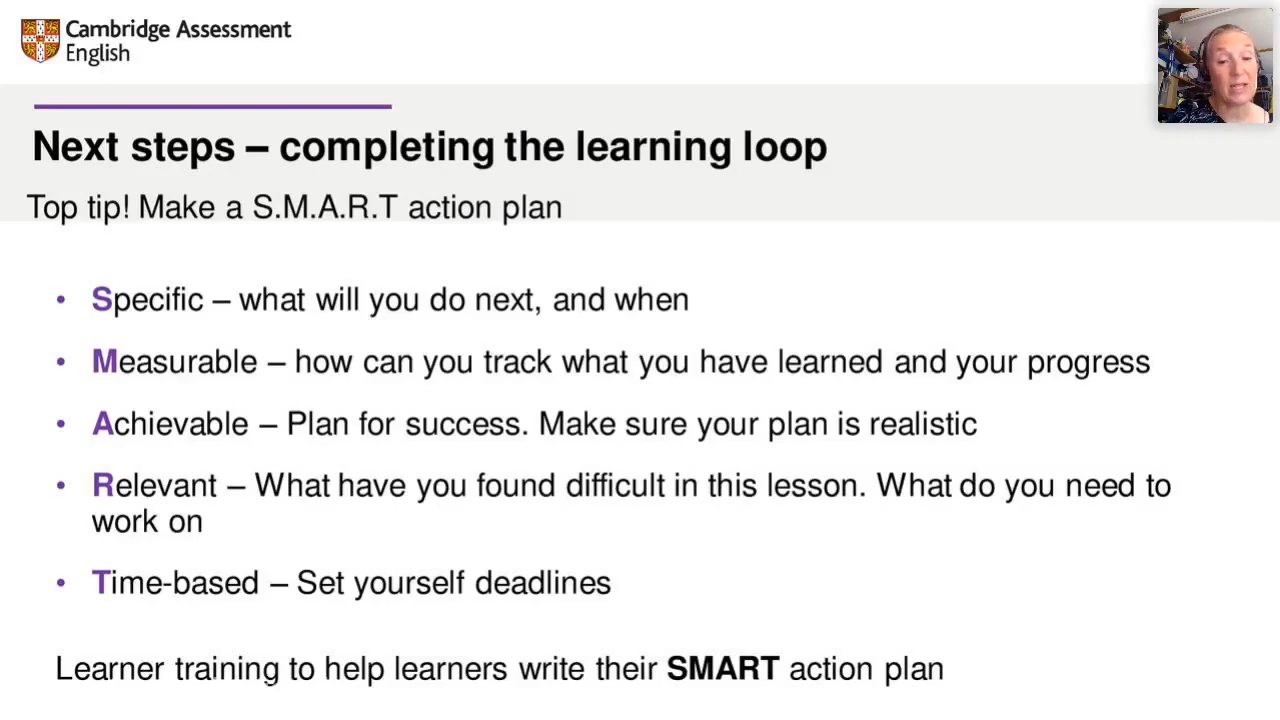 Cambridge Assessment
English
Next steps – completing the learning loop
Top tip! Make a S.M.A.R.T action plan
• Specific – what will you do next, and when
• Measurable – how can you track what you have learned and your progress
• Achievable – Plan for success. Make sure your plan is realistic
• Relevant – What have you found difficult in this lesson. What do you need to
work on
• Time-based – Set yourself deadlines
Learner training to help learners write their SMART action plan